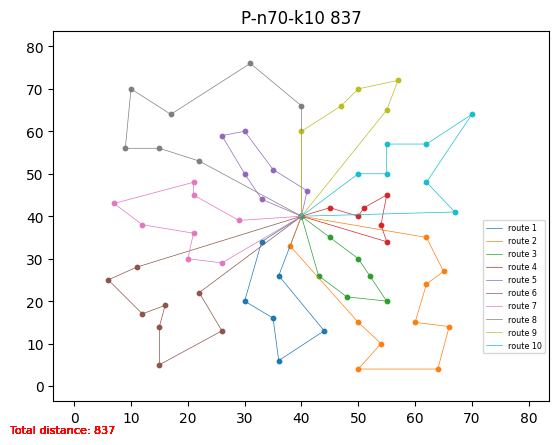 P-n70-k10 837
80
70
60
50
40
30
20
10
0
0 10 20 30 40 50 60 70 80
route 1
route 2
route 3
route 4
route 5
route 6
route 7
route 8
route 9
route 10
Total distance: 837